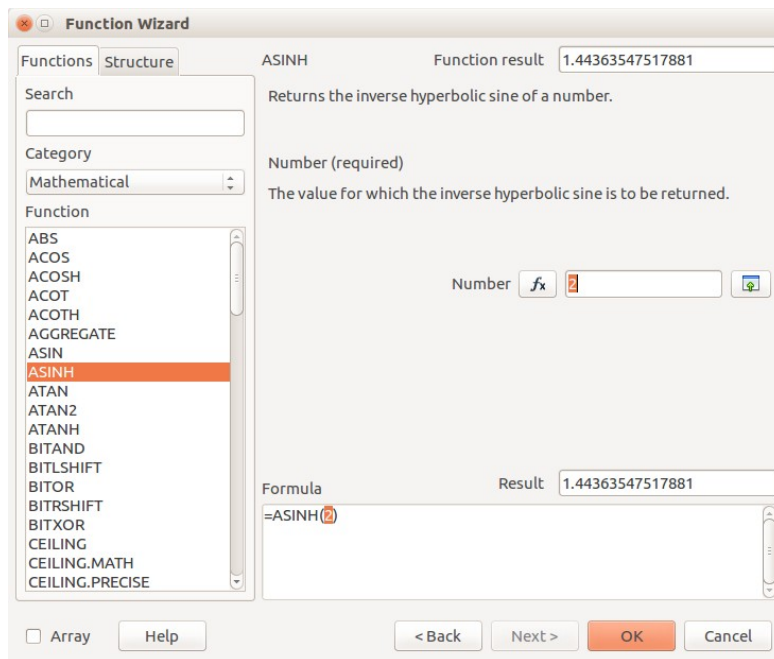 Function Wizard
Functions Structure
ASINH Function result 1.44363547517881
Search
Returns the inverse hyperbolic sine of a number.
Category
Mathematical
Number (required)
The value for which the inverse hyperbolic sine is to be returned.
Function
ABS
ACOS
ACOSH
ACOT
ACOTH
AGGREGATE
ASIN
ASINH
ATAN
ATAN2
ATANH
BITAND
BITLSHIFT
BITOR
BITRSHIFT
BITXOR
CEILING
CEILING.MATH
CEILING.PRECISE
Number fx 2
Formula Result 1.44363547517881
=ASINH(2)
Array Help < Back Next > OK Cancel